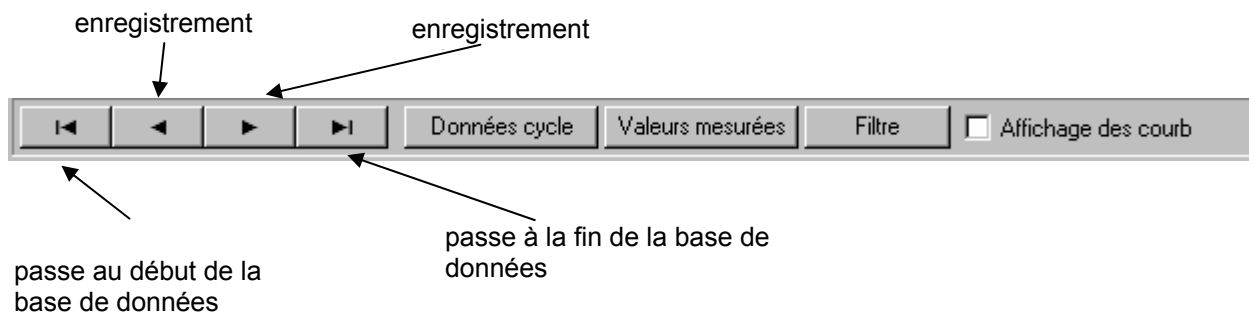 enregistrement
enregistrement
Données cycle Valeurs mesurées Filtre Affichage des courb
passe à la fin de la base de
données
passe au début de la
base de données